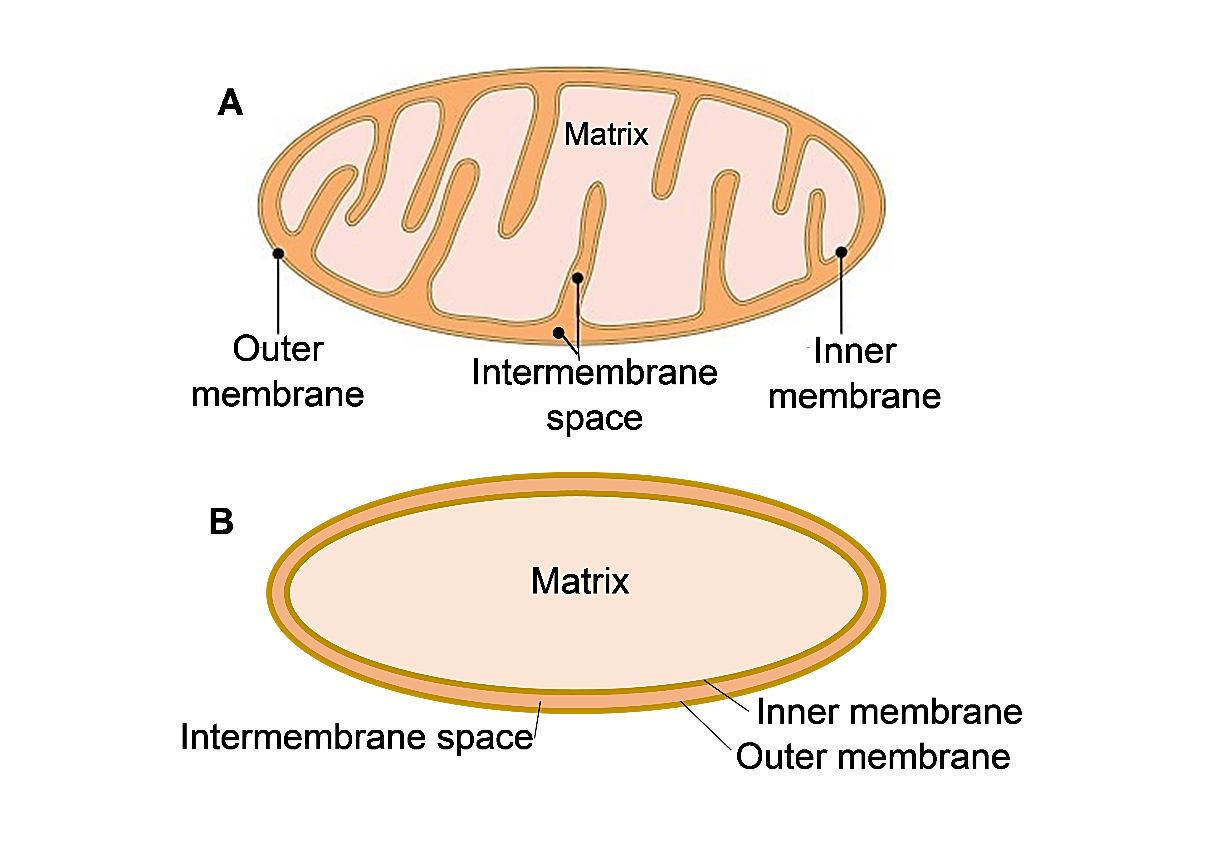 A
Matrix
Outer
membrane
Intermembrane
space
Inner
membrane
B
Matrix
Intermembrane space
Inner membrane
Outer membrane